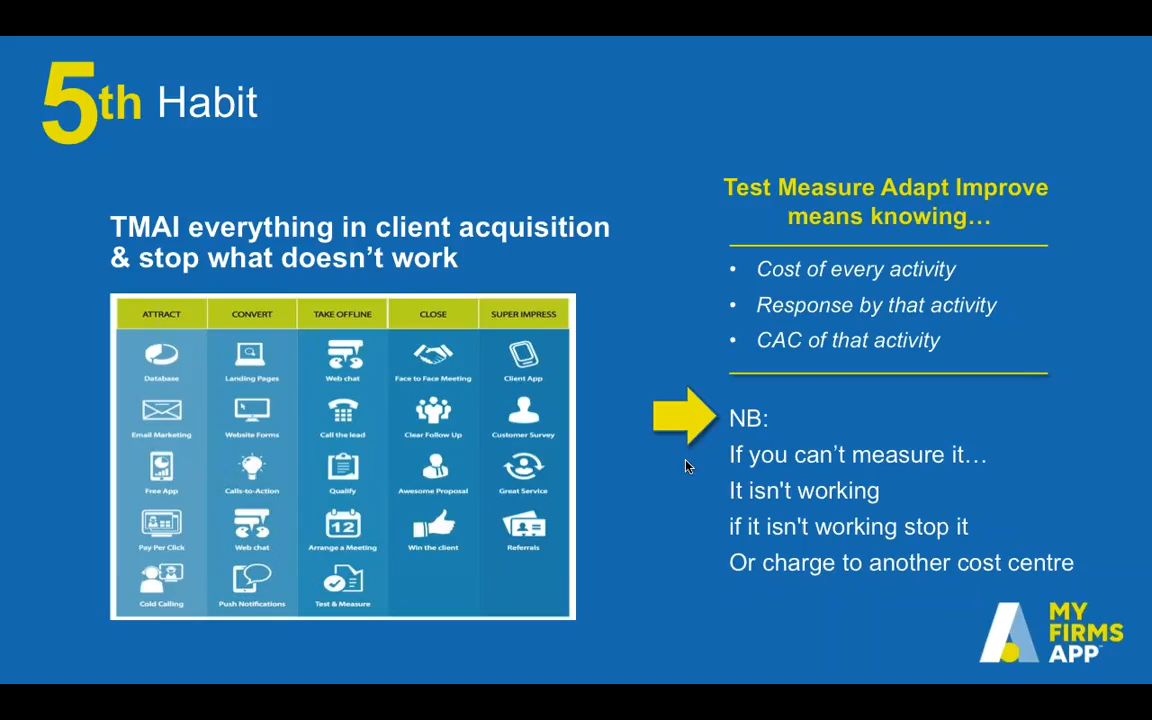 5th Habit
TMAI everything in client acquisition
& stop what doesn’t work
ATTRACT CONVERT TAKE OFFLINE CLOSE SUPER IMPRESS
Database Landing Pages Web chat Face to Face Meeting Client App
Email Marketing Website Forms Call the lead Clear Follow Up Customer Survey
Free App Calls-to-Action Qualify Awesome Proposal Great Service
Pay Per Click Web chat 12 Arrange a Meeting Win the client Referrals
Cold Calling Push Notifications Test & Measure
Test Measure Adapt Improve
means knowing…
• Cost of every activity
• Response by that activity
• CAC of that activity
NB:
If you can’t measure it…
It isn't working
if it isn't working stop it
Or charge to another cost centre
MY
FIRMS
APP